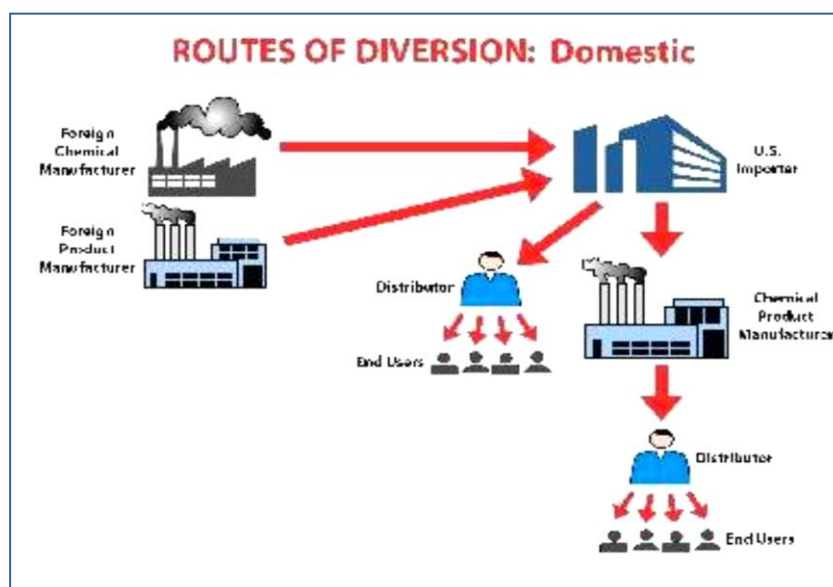 ROUTES OF DIVERSION: Domestic
Foreign
Chemical
Manufacturer
U.S.
Importer
Foreign
Product
Manufacturer
Distributor
Chemical
Product
Manufacturer
End Users
Distributor
End Users